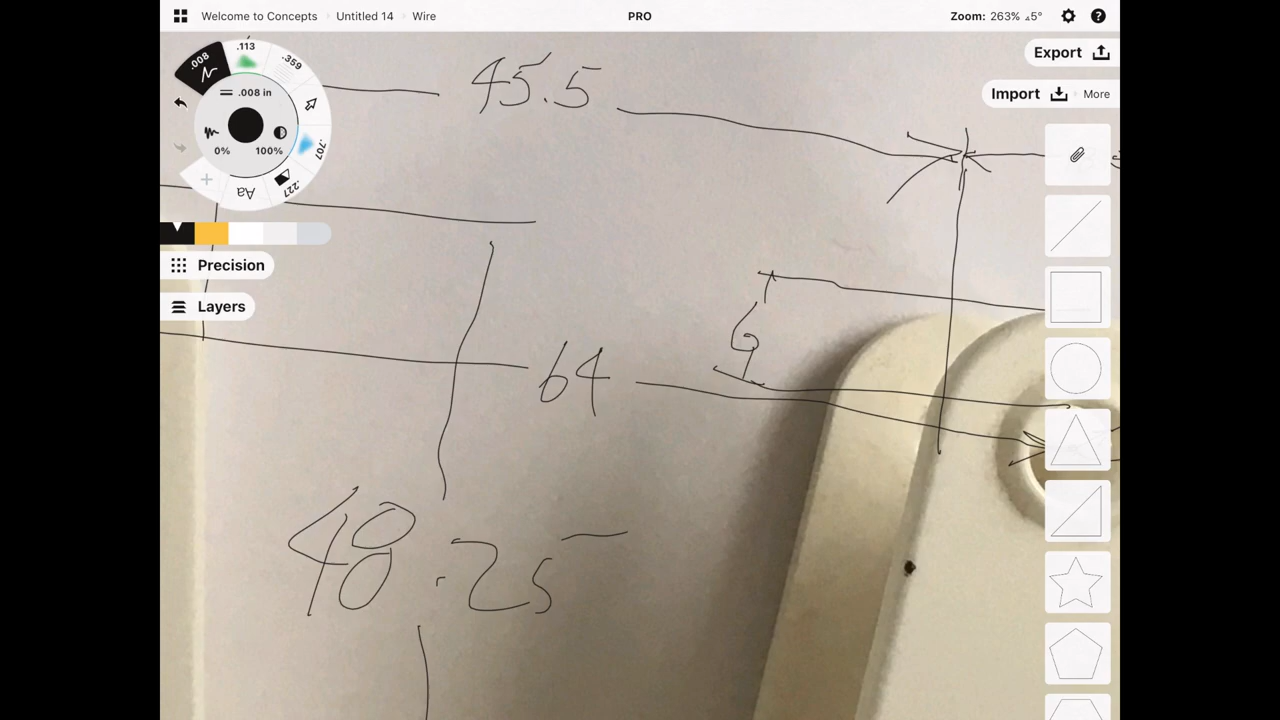 Welcome to Concepts › Untitled 14 › Wire
PRO
Zoom: 263% ⊿5°
.008
.113
.359
.008 in
0%
100%
.707
.227
Aa
Precision
Layers
Export
Import
More
45.5
6
64
48.25